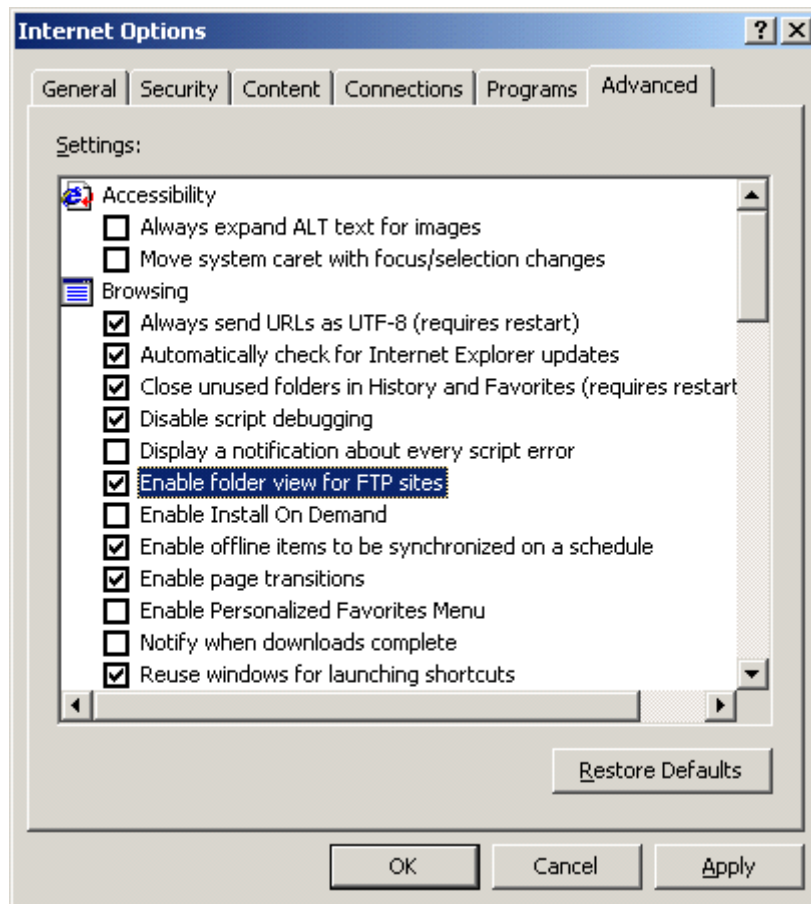 Internet Options
General Security Content Connections Programs Advanced
Settings:
Accessibility
Always expand ALT text for images
Move system caret with focus/selection changes
Browsing
Always send URLs as UTF-8 (requires restart)
Automatically check for Internet Explorer updates
Close unused folders in History and Favorites (requires restart
Disable script debugging
Display a notification about every script error
Enable folder view for FTP sites
Enable Install On Demand
Enable offline items to be synchronized on a schedule
Enable page transitions
Enable Personalized Favorites Menu
Notify when downloads complete
Reuse windows for launching shortcuts
Restore Defaults
OK Cancel Apply